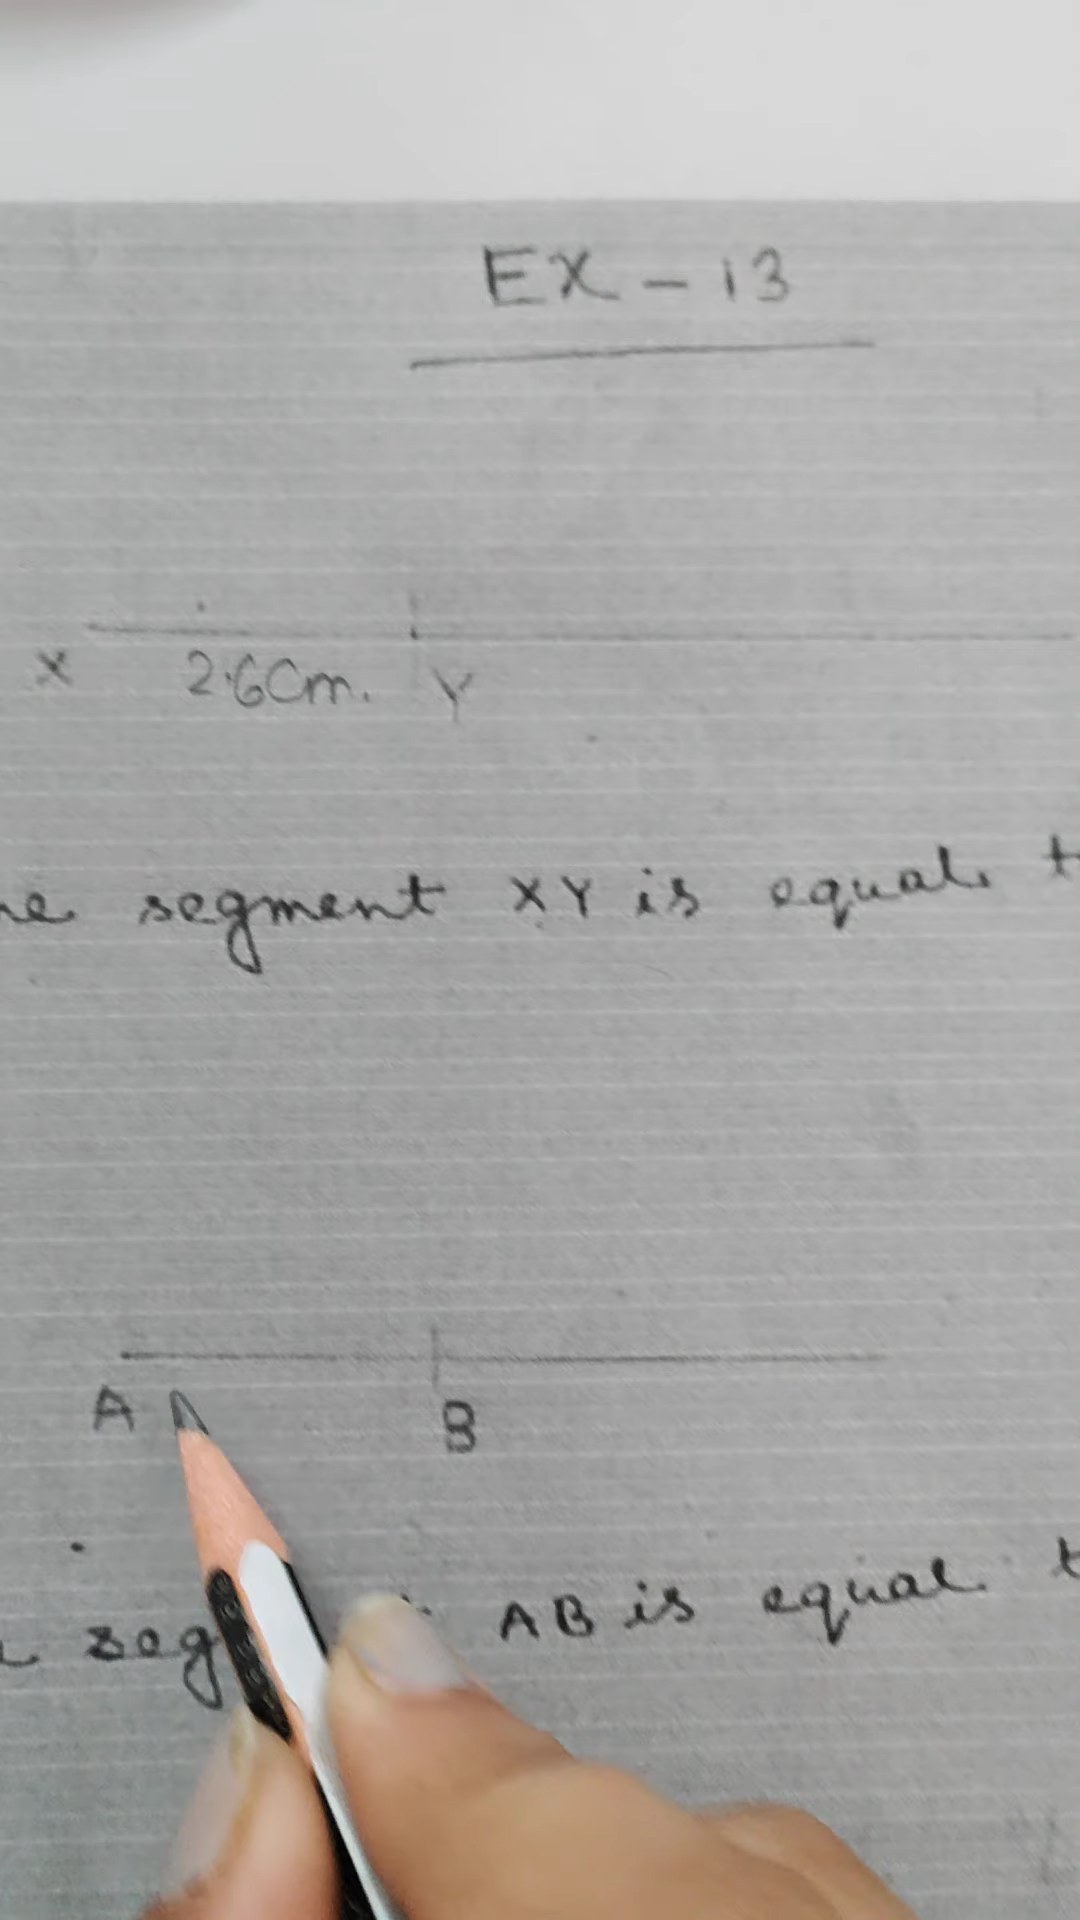 EX - 13
X 2.6Cm. Y
segment XY is equal
A B
AB is equal